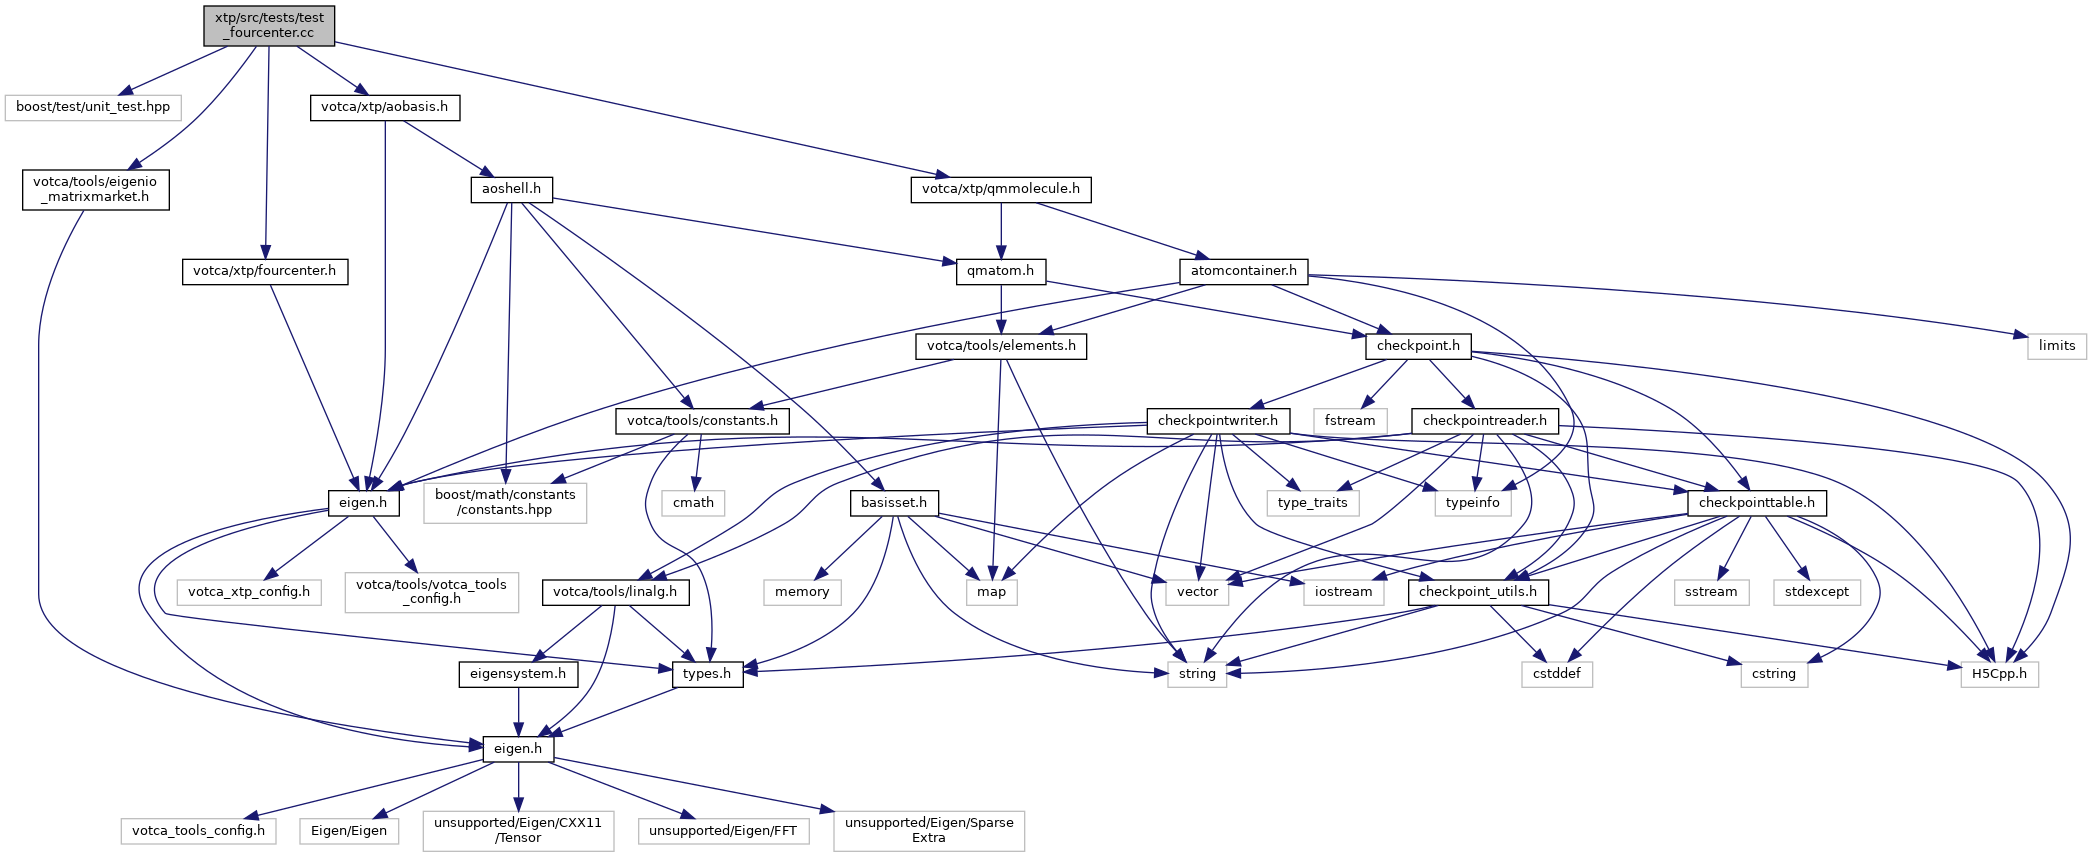 xtp/src/tests/test
_fourcenter.cc
boost/test/unit_test.hpp
votca/xtp/aobasis.h
votca/tools/eigenio
_matrixmarket.h
aoshell.h
votca/xtp/qmmolecule.h
votca/xtp/fourcenter.h
qmatom.h
atomcontainer.h
votca/tools/elements.h
checkpoint.h
limits
votca/tools/constants.h
checkpointwriter.h
fstream
checkpointreader.h
eigen.h
boost/math/constants
/constants.hpp
cmath
basisset.h
type_traits
typeinfo
checkpointtable.h
votca_xtp_config.h
votca/tools/votca_tools
_config.h
votca/tools/linalg.h
memory
map
vector
iostream
checkpoint_utils.h
sstream
stdexcept
eigensystem.h
types.h
string
cstddef
cstring
H5Cpp.h
eigen.h
votca_tools_config.h
Eigen/Eigen
unsupported/Eigen/CXX11
/Tensor
unsupported/Eigen/FFT
unsupported/Eigen/Sparse
Extra